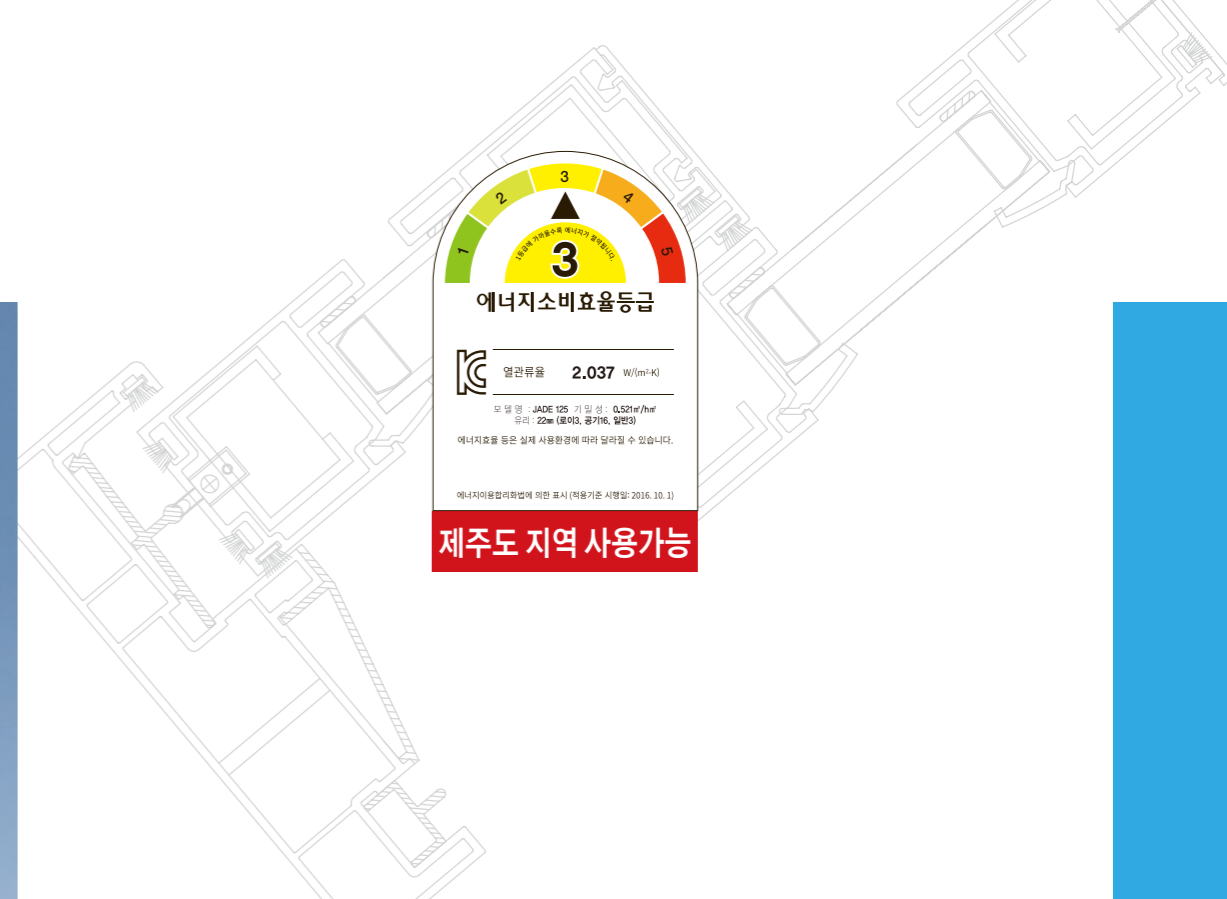 1 2 3 4 5
1등급에 가까울수록 에너지가 절약됩니다.
3
에너지소비효율등급
열관류율 2.037 W/(m²·K)
모 델 명 : JADE 125 기 밀 성 : 0.521㎥/h㎡
유리 : 22㎜ (로이3, 공기16, 일반3)
에너지효율 등은 실제 사용환경에 따라 달라질 수 있습니다.
에너지이용합리화법에 의한 표시 (적용기준 시행일: 2016. 10. 1)
제주도 지역 사용가능